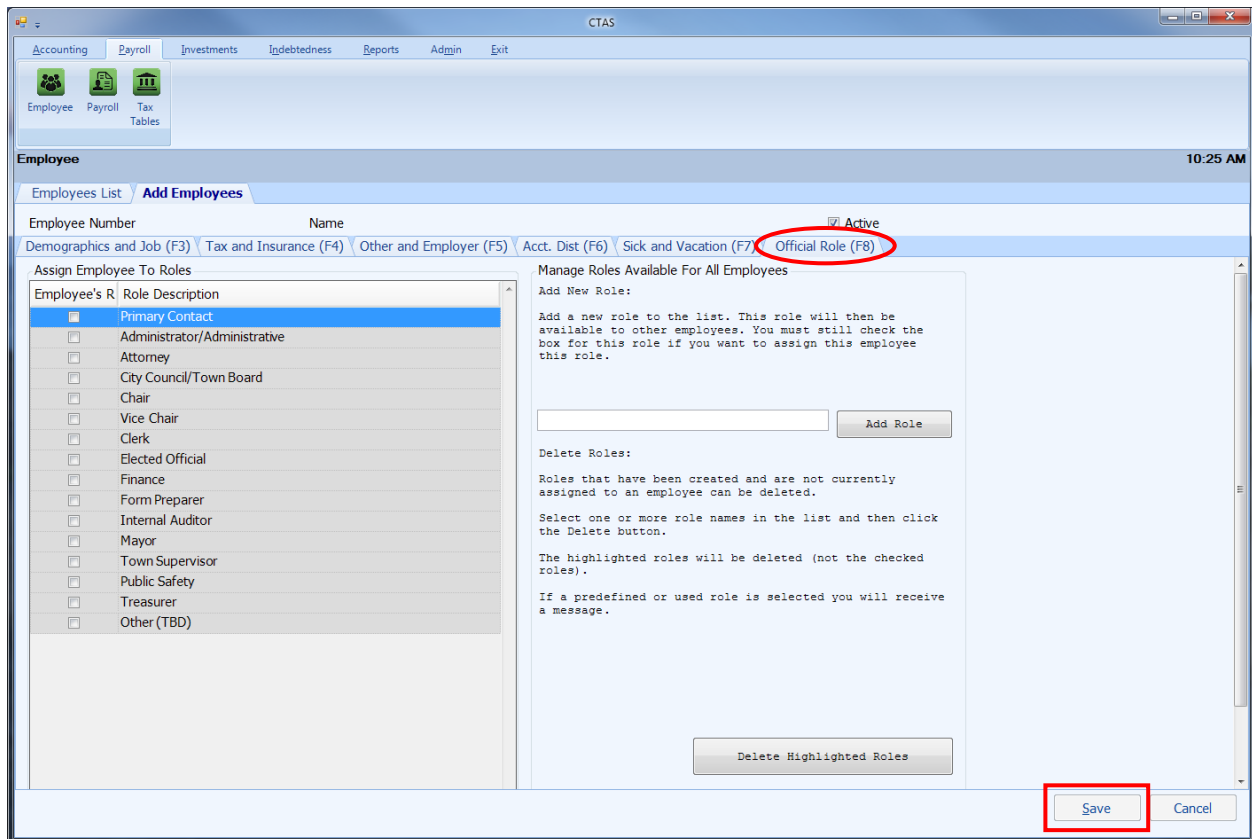 CTAS
Accounting Payroll Investments Indebtedness Reports Admin Exit
Employee Payroll Tax Tables
Employee 10:25 AM
Employees List Add Employees
Employee Number Name Active
Demographics and Job (F3) Tax and Insurance (F4) Other and Employer (F5) Acct. Dist (F6) Sick and Vacation (F7) Official Role (F8)
Assign Employee To Roles
Employee's R Role Description
Primary Contact
Administrator/Administrative
Attorney
City Council/Town Board
Chair
Vice Chair
Clerk
Elected Official
Finance
Form Preparer
Internal Auditor
Mayor
Town Supervisor
Public Safety
Treasurer
Other (TBD)
Manage Roles Available For All Employees
Add New Role:
Add a new role to the list. This role will then be
available to other employees. You must still check the
box for this role if you want to assign this employee
this role.
Add Role
Delete Roles:
Roles that have been created and are not currently
assigned to an employee can be deleted.
Select one or more role names in the list and then click
the Delete button.
The highlighted roles will be deleted (not the checked
roles).
If a predefined or used role is selected you will receive
a message.
Delete Highlighted Roles
Save Cancel